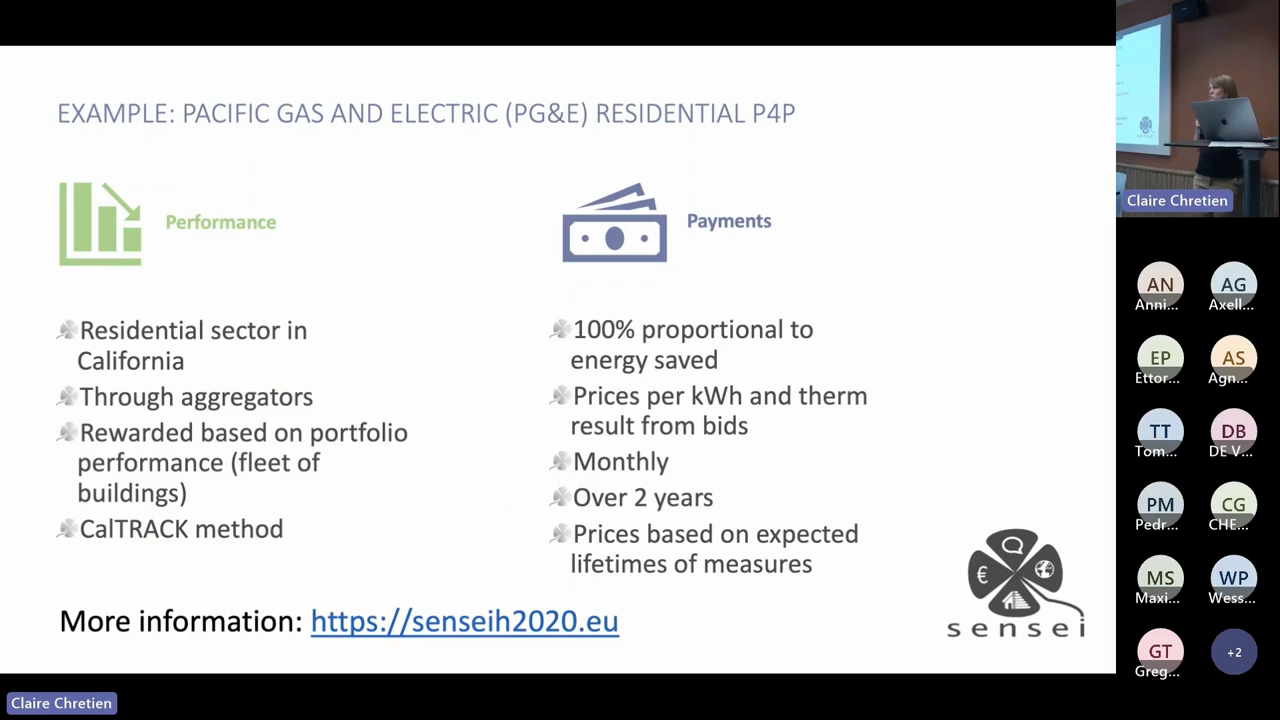 EXAMPLE: PACIFIC GAS AND ELECTRIC (PG&E) RESIDENTIAL P4P
Performance
Residential sector in
California
Through aggregators
Rewarded based on portfolio
performance (fleet of
buildings)
CalTRACK method
Payments
100% proportional to
energy saved
Prices per kWh and therm
result from bids
Monthly
Over 2 years
Prices based on expected
lifetimes of measures
More information: https://senseih2020.eu
€
sensei
Claire Chretien
AN
Anni...
AG
Axell...
EP
Ettor...
AS
Agn...
TT
Tom...
DB
DE V...
PM
Pedr...
CG
CHE...
MS
Maxi...
WP
Wess...
GT
Greg...
+2
Claire Chretien